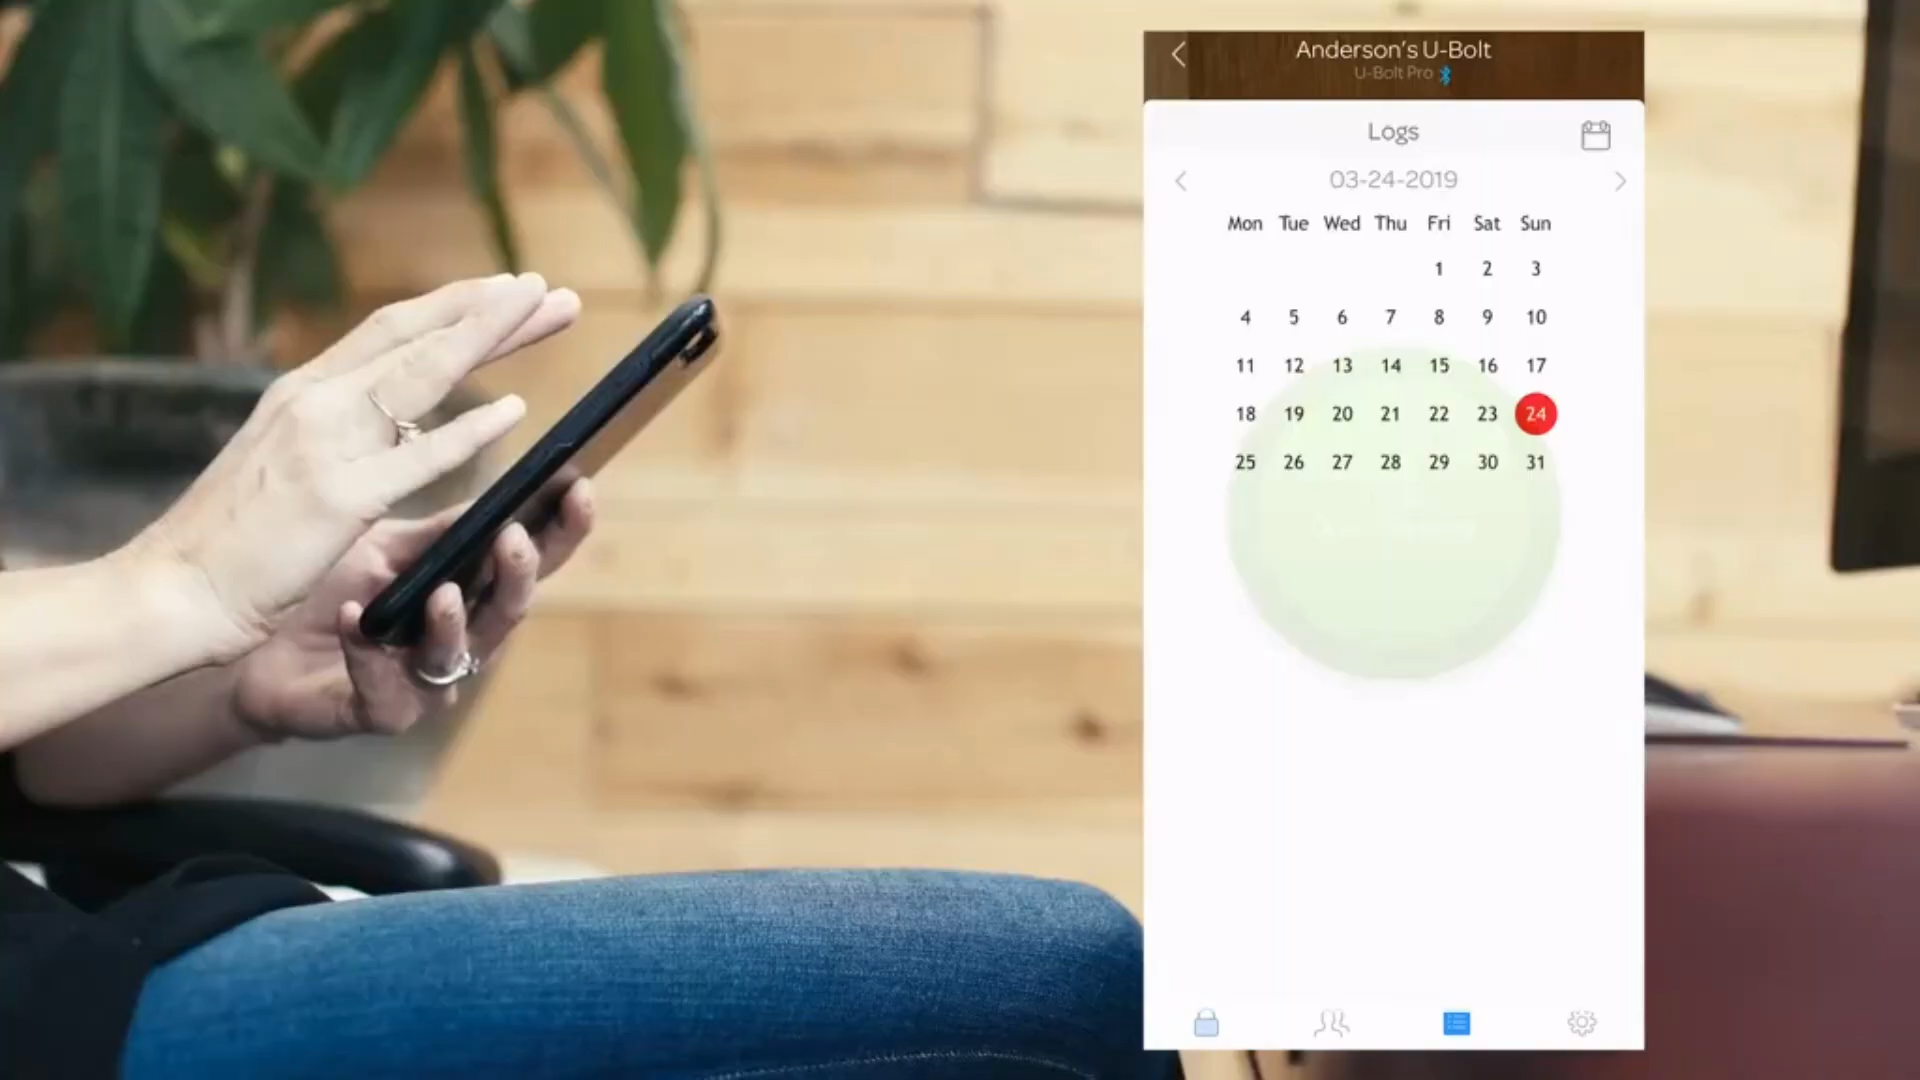 Anderson's U-Bolt
U-Bolt Pro
Logs
03-24-2019
Mon Tue Wed Thu Fri Sat Sun
1 2 3
4 5 6 7 8 9 10
11 12 13 14 15 16 17
18 19 20 21 22 23 24
25 26 27 28 29 30 31